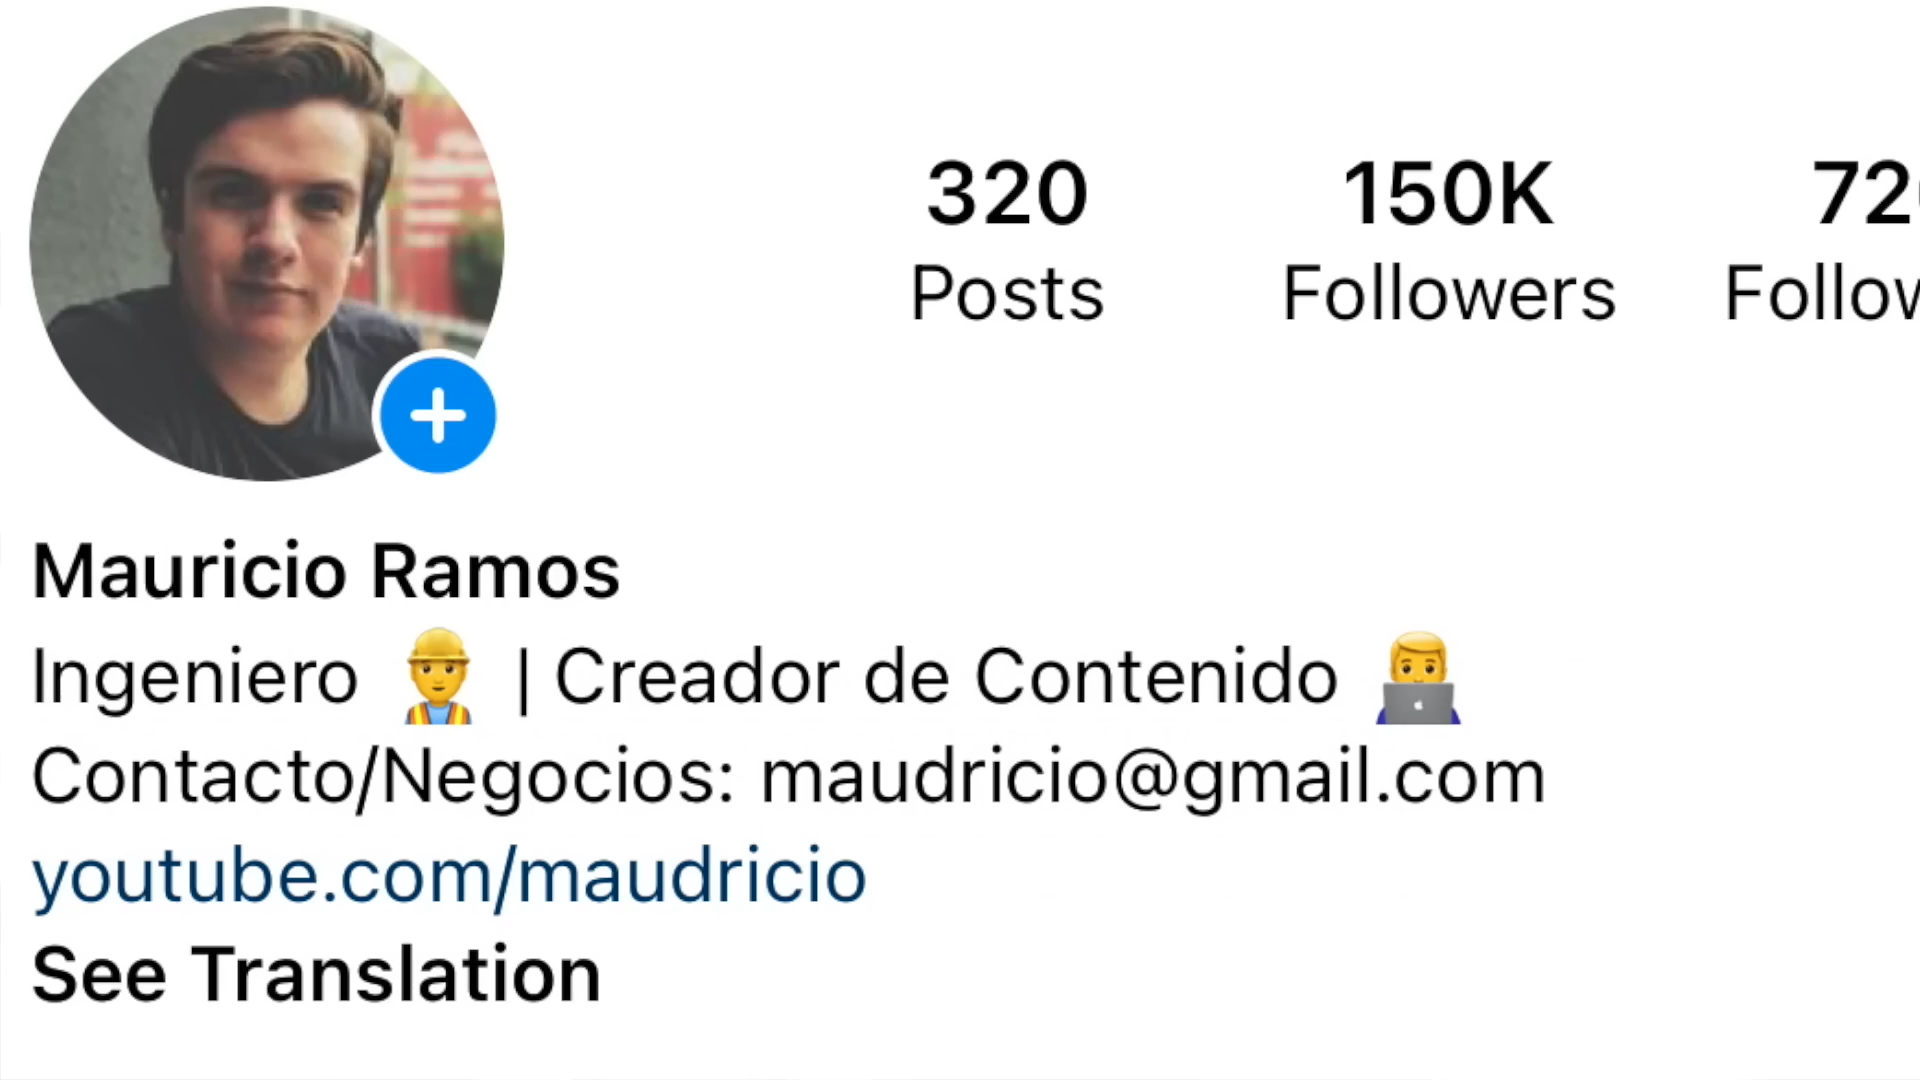 320 150K
Posts Followers
Mauricio Ramos
Ingeniero 👷‍♂️ | Creador de Contenido 👨‍💻
Contacto/Negocios: maudricio@gmail.com
youtube.com/maudricio
See Translation